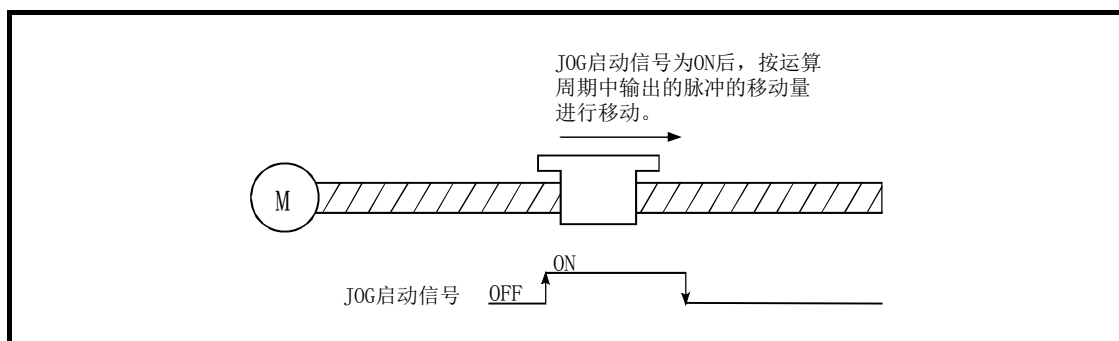 JOG启动信号为ON后，按运算
周期中输出的脉冲的移动量
进行移动。
M
ON
JOG启动信号 OFF